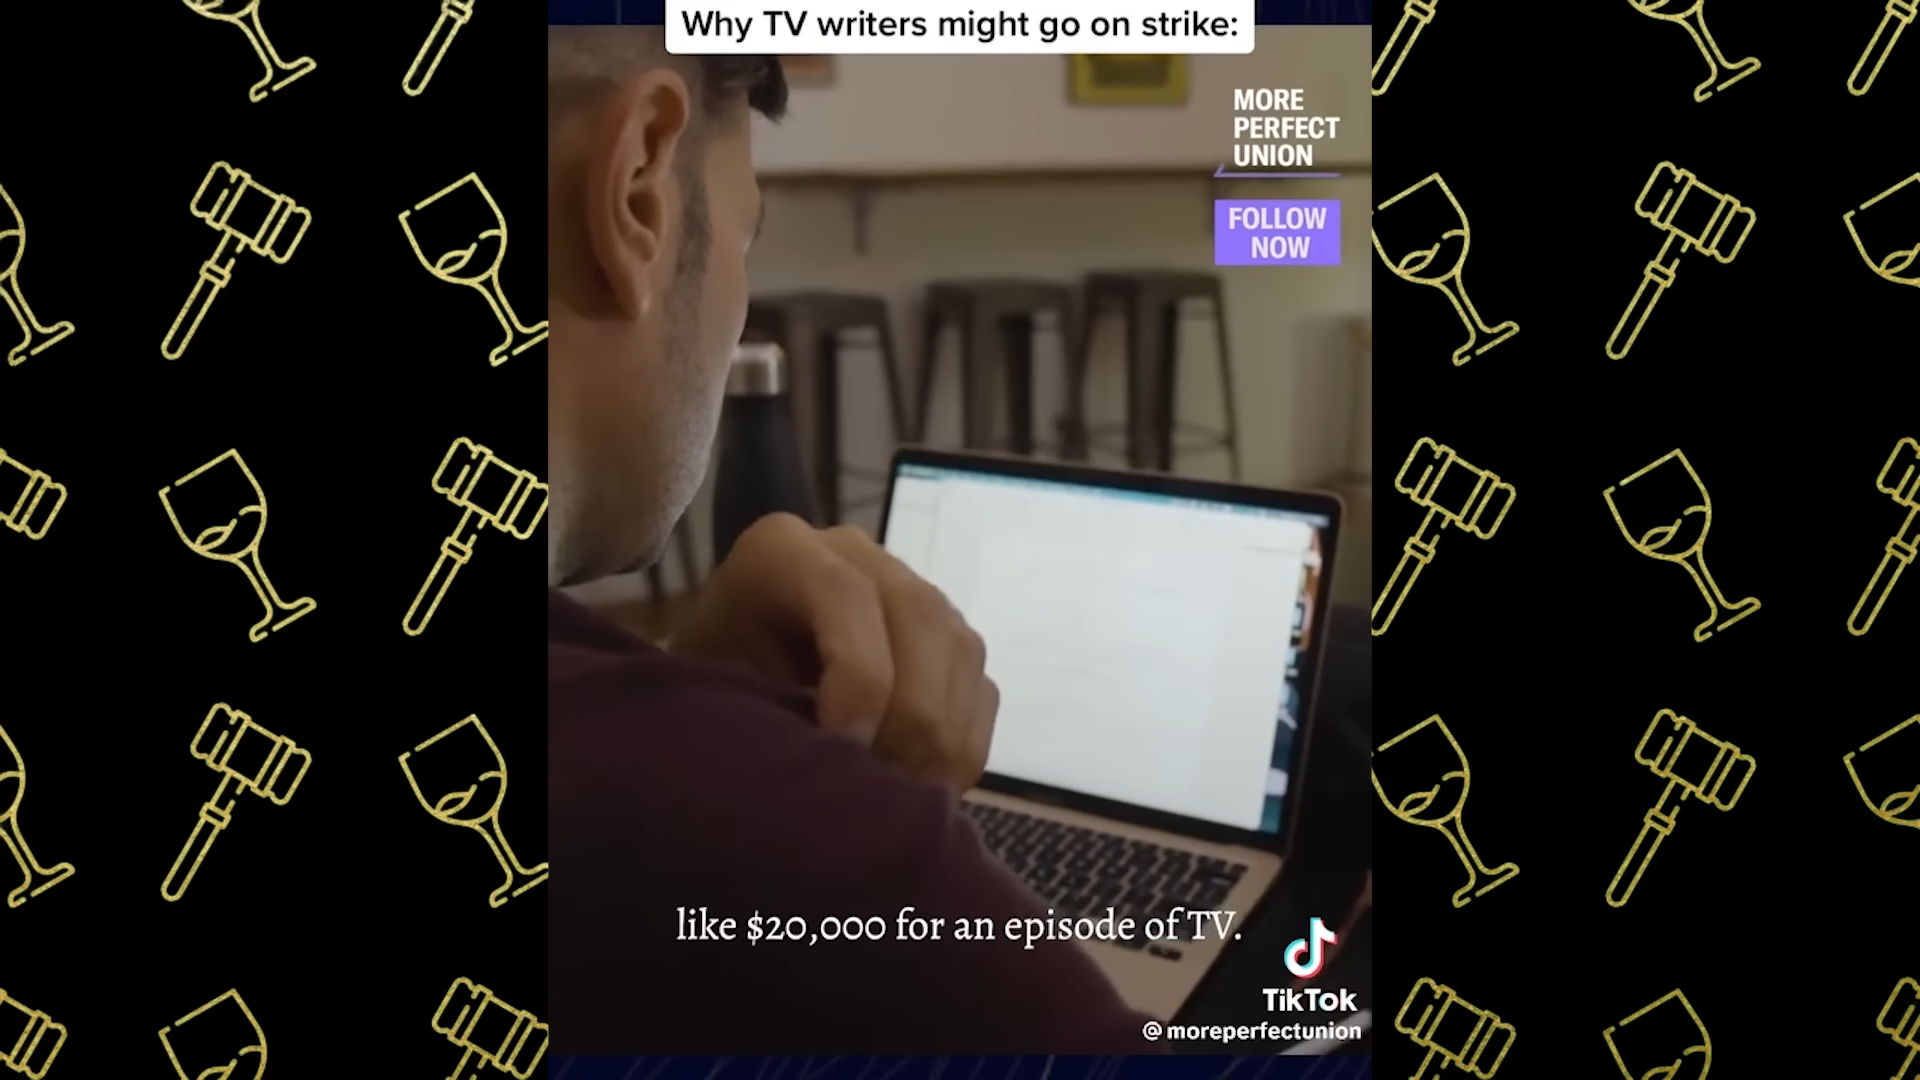 Why TV writers might go on strike:
MORE
PERFECT
UNION
FOLLOW
NOW
like $20,000 for an episode of TV.
TikTok
@moreperfectunion